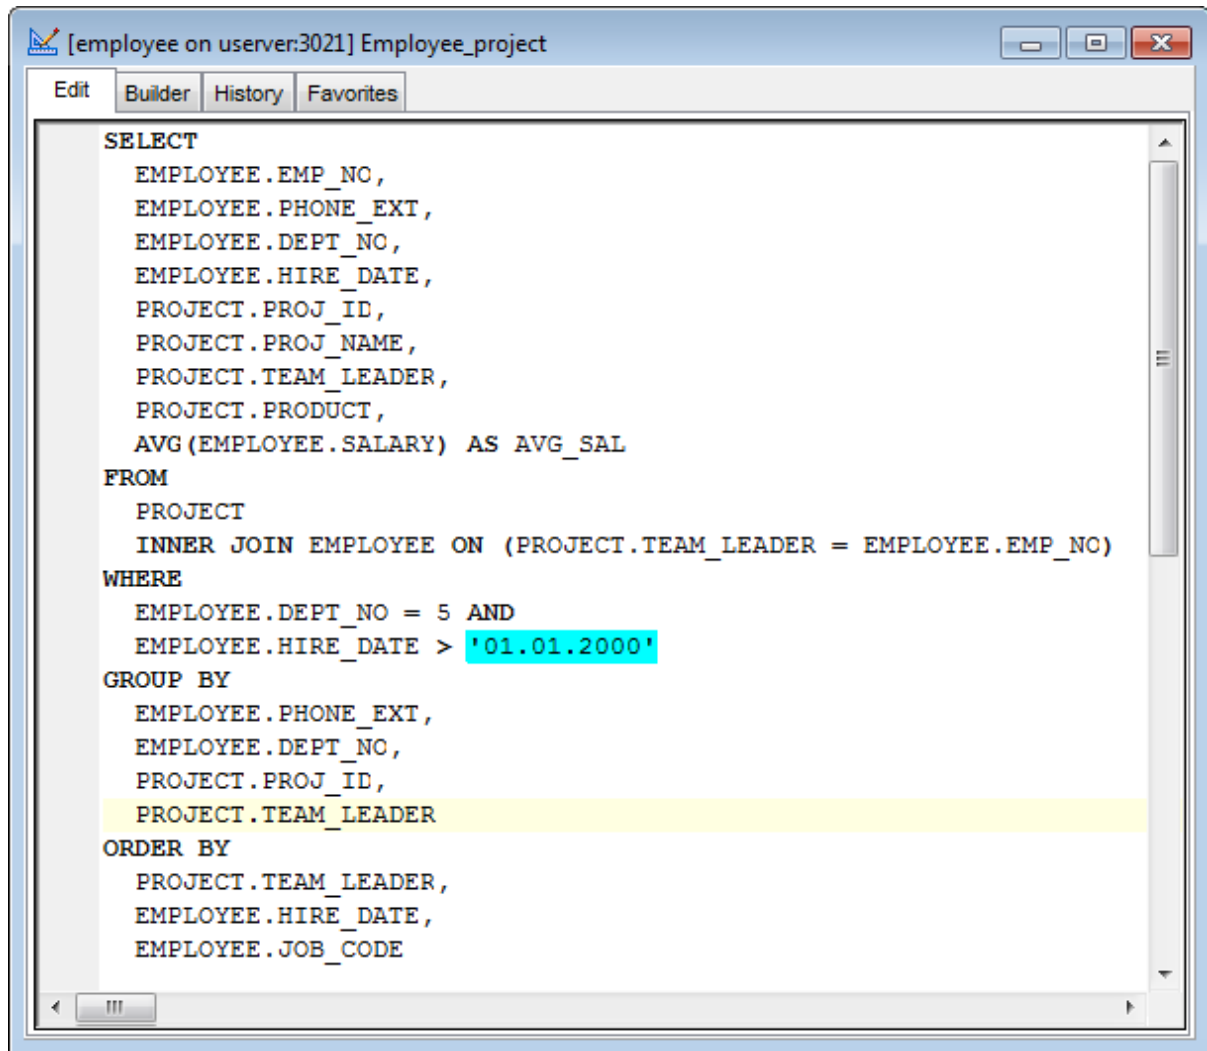 [employee on userver:3021] Employee_project
Edit Builder History Favorites
SELECT
EMPLOYEE.EMP_NO,
EMPLOYEE.PHONE_EXT,
EMPLOYEE.DEPT_NO,
EMPLOYEE.HIRE_DATE,
PROJECT.PROJ_ID,
PROJECT.PROJ_NAME,
PROJECT.TEAM_LEADER,
PROJECT.PRODUCT,
AVG(EMPLOYEE.SALARY) AS AVG_SAL
FROM
PROJECT
INNER JOIN EMPLOYEE ON (PROJECT.TEAM_LEADER = EMPLOYEE.EMP_NO)
WHERE
EMPLOYEE.DEPT_NO = 5 AND
EMPLOYEE.HIRE_DATE > '01.01.2000'
GROUP BY
EMPLOYEE.PHONE_EXT,
EMPLOYEE.DEPT_NO,
PROJECT.PROJ_ID,
PROJECT.TEAM_LEADER
ORDER BY
PROJECT.TEAM_LEADER,
EMPLOYEE.HIRE_DATE,
EMPLOYEE.JOB_CODE